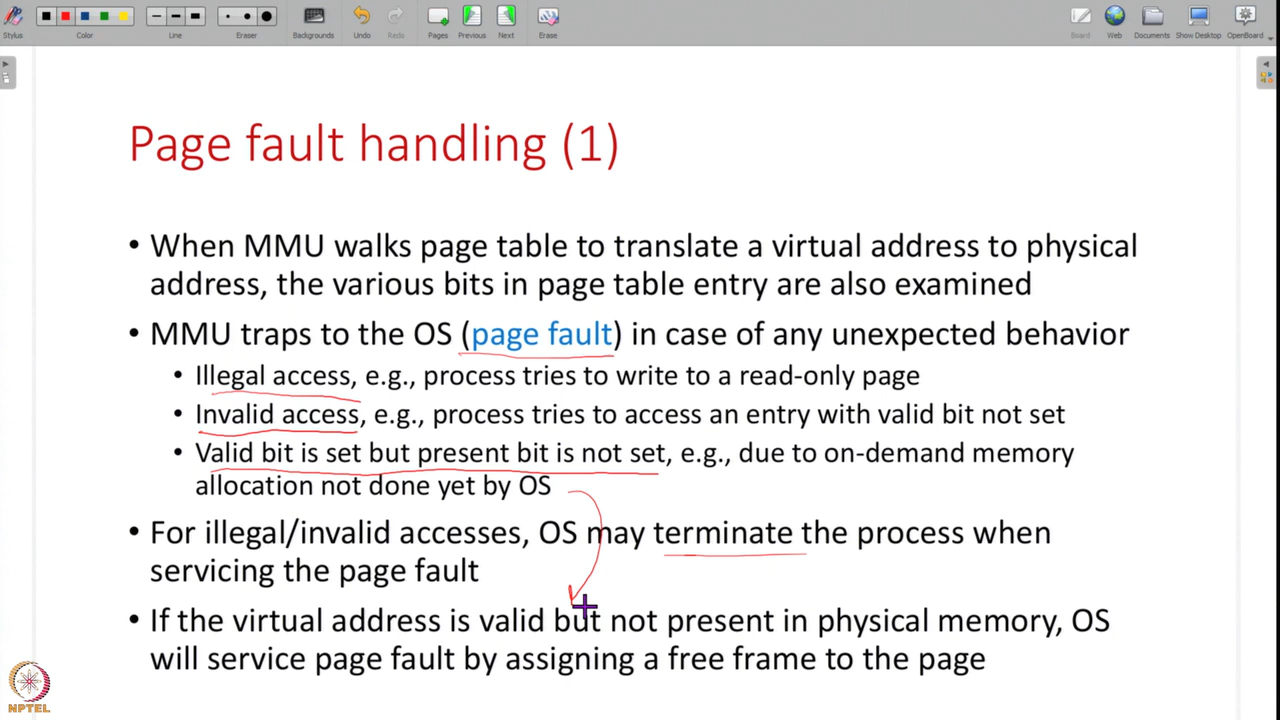 Stylus
Color
Line
Eraser
Backgrounds
Undo
Redo
Pages
Previous
Next
Erase
Board
Web
Documents
Show Desktop
OpenBoard
Page fault handling (1)
• When MMU walks page table to translate a virtual address to physical
address, the various bits in page table entry are also examined
• MMU traps to the OS (page fault) in case of any unexpected behavior
• Illegal access, e.g., process tries to write to a read-only page
• Invalid access, e.g., process tries to access an entry with valid bit not set
• Valid bit is set but present bit is not set, e.g., due to on-demand memory
allocation not done yet by OS
• For illegal/invalid accesses, OS may terminate the process when
servicing the page fault
• If the virtual address is valid but not present in physical memory, OS
will service page fault by assigning a free frame to the page
NPTEL